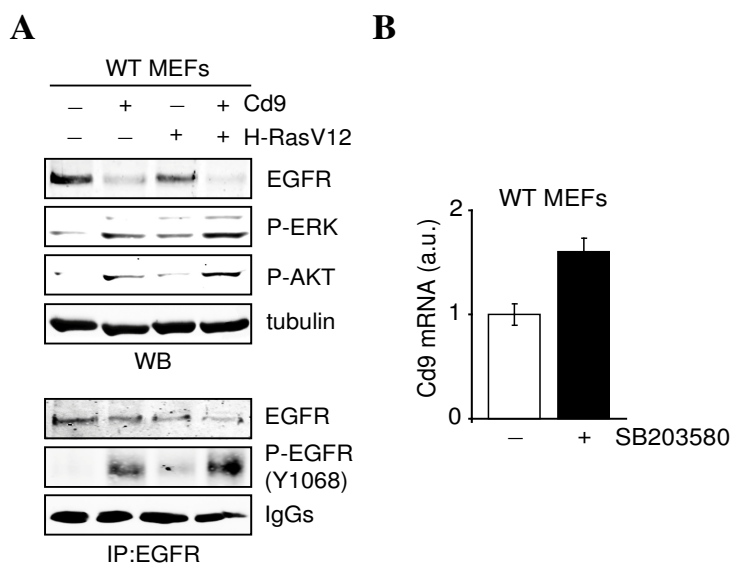 A
WT MEFs
– + – + Cd9
– – + + H-RasV12
EGFR
P-ERK
P-AKT
tubulin
WB
EGFR
P-EGFR
(Y1068)
IgGs
IP:EGFR
B
WT MEFs
Cd9 mRNA (a.u.)
2
1
0
– + SB203580